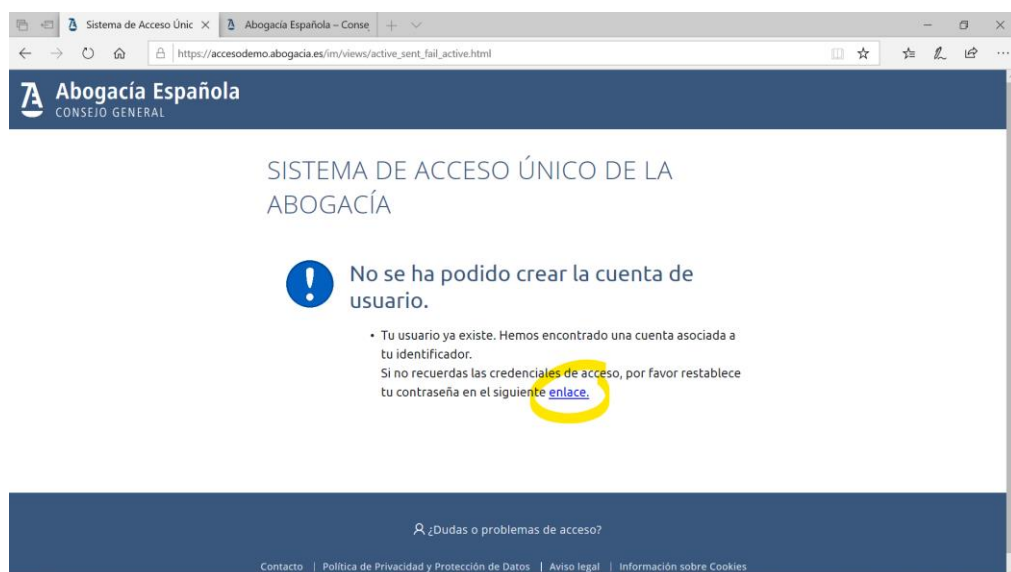 Sistema de Acceso Únic
Abogacía Española – Conse
https://accesodemo.abogacia.es/im/views/active_sent_fail_active.html
Abogacía Española
CONSEJO GENERAL
SISTEMA DE ACCESO ÚNICO DE LA
ABOGACÍA
No se ha podido crear la cuenta de
usuario.
• Tu usuario ya existe. Hemos encontrado una cuenta asociada a
tu identificador.
Si no recuerdas las credenciales de acceso, por favor restablece
tu contraseña en el siguiente enlace.
¿Dudas o problemas de acceso?
Contacto | Política de Privacidad y Protección de Datos | Aviso legal | Información sobre Cookies